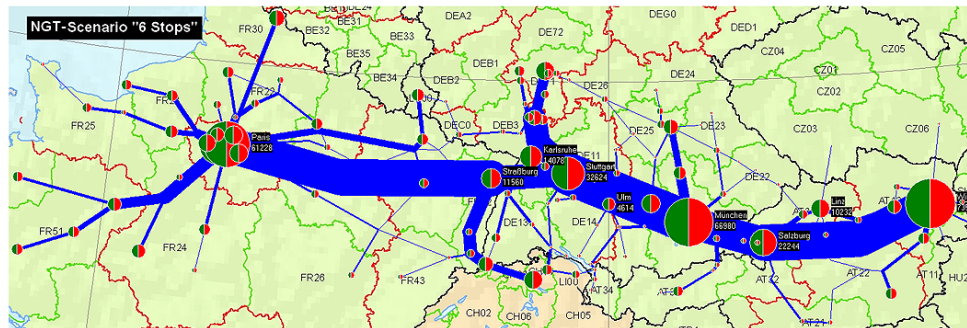 NGT-Scenario "6 Stops"
DEA2
DEG0
DED1
FR30
BE32
BE31
BE33
DE72
CZ04
CZ05
BE35
DEB1
CZ01
BE34
DEB2
DE26
DE24
CZ02
FR25
DEC0
DEB3
DE25
DE23
CZ03
CZ06
Paris
61228
Karlsruhe
14078
DE11
Stuttgart
32624
Straßburg
11560
DE22
Ulm
4614
Linz
10232
FR51
DE13
DE14
München
66980
Salzburg
22244
FR24
FR26
FR43
LI00
AT34
AT32
AT22
AT11
HU2
CH02
CH06
CH05
AT21